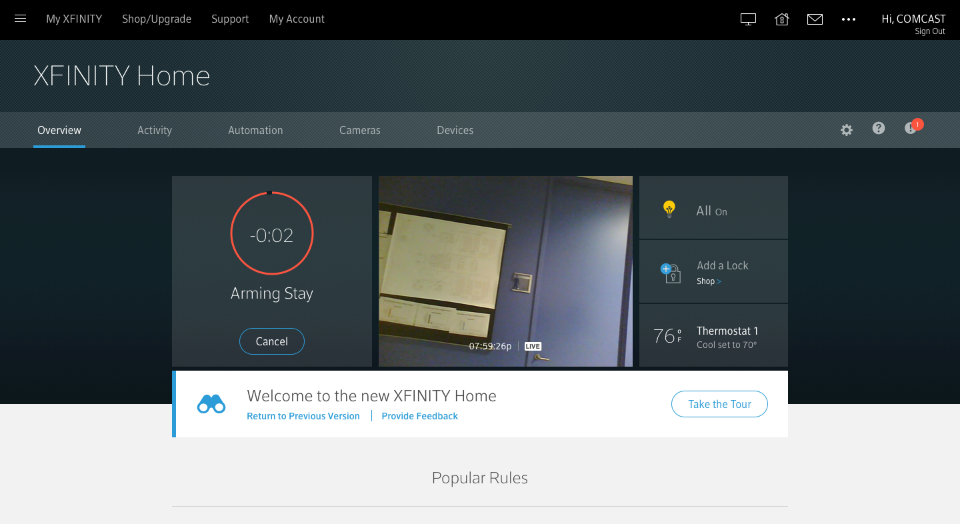 My XFINITY
Shop/Upgrade
Support
My Account
Hi, COMCAST
Sign Out
XFINITY Home
Overview
Activity
Automation
Cameras
Devices
?
!
-0:02
Arming Stay
Cancel
07:59:26p
LIVE
All On
Add a Lock
Shop >
76°F
Thermostat 1
Cool set to 70°
Welcome to the new XFINITY Home
Return to Previous Version
Provide Feedback
Take the Tour
Popular Rules